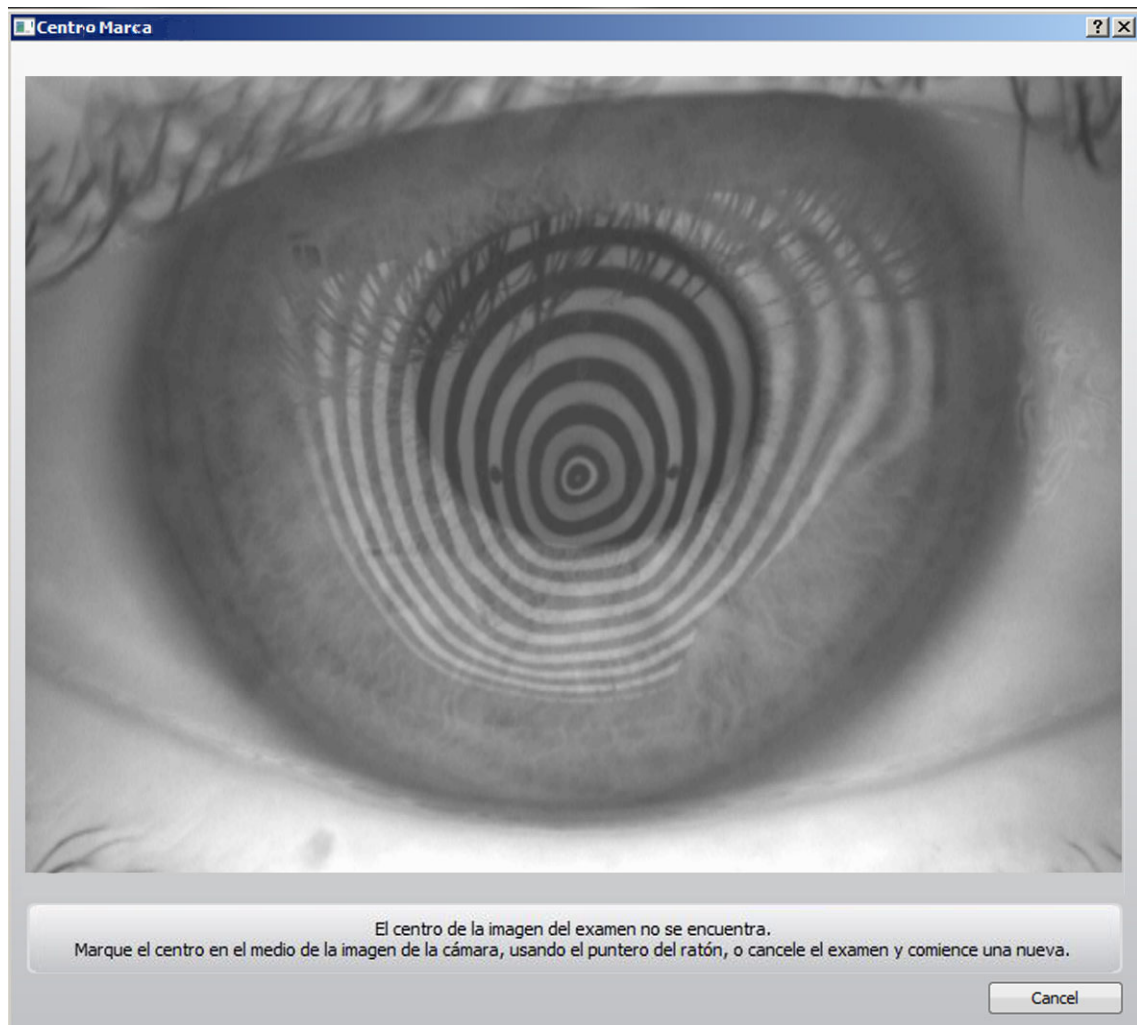 Centro Marca
El centro de la imagen del examen no se encuentra.
Marque el centro en el medio de la imagen de la cámara, usando el puntero del ratón, o cancele el examen y comience una nueva.
Cancel